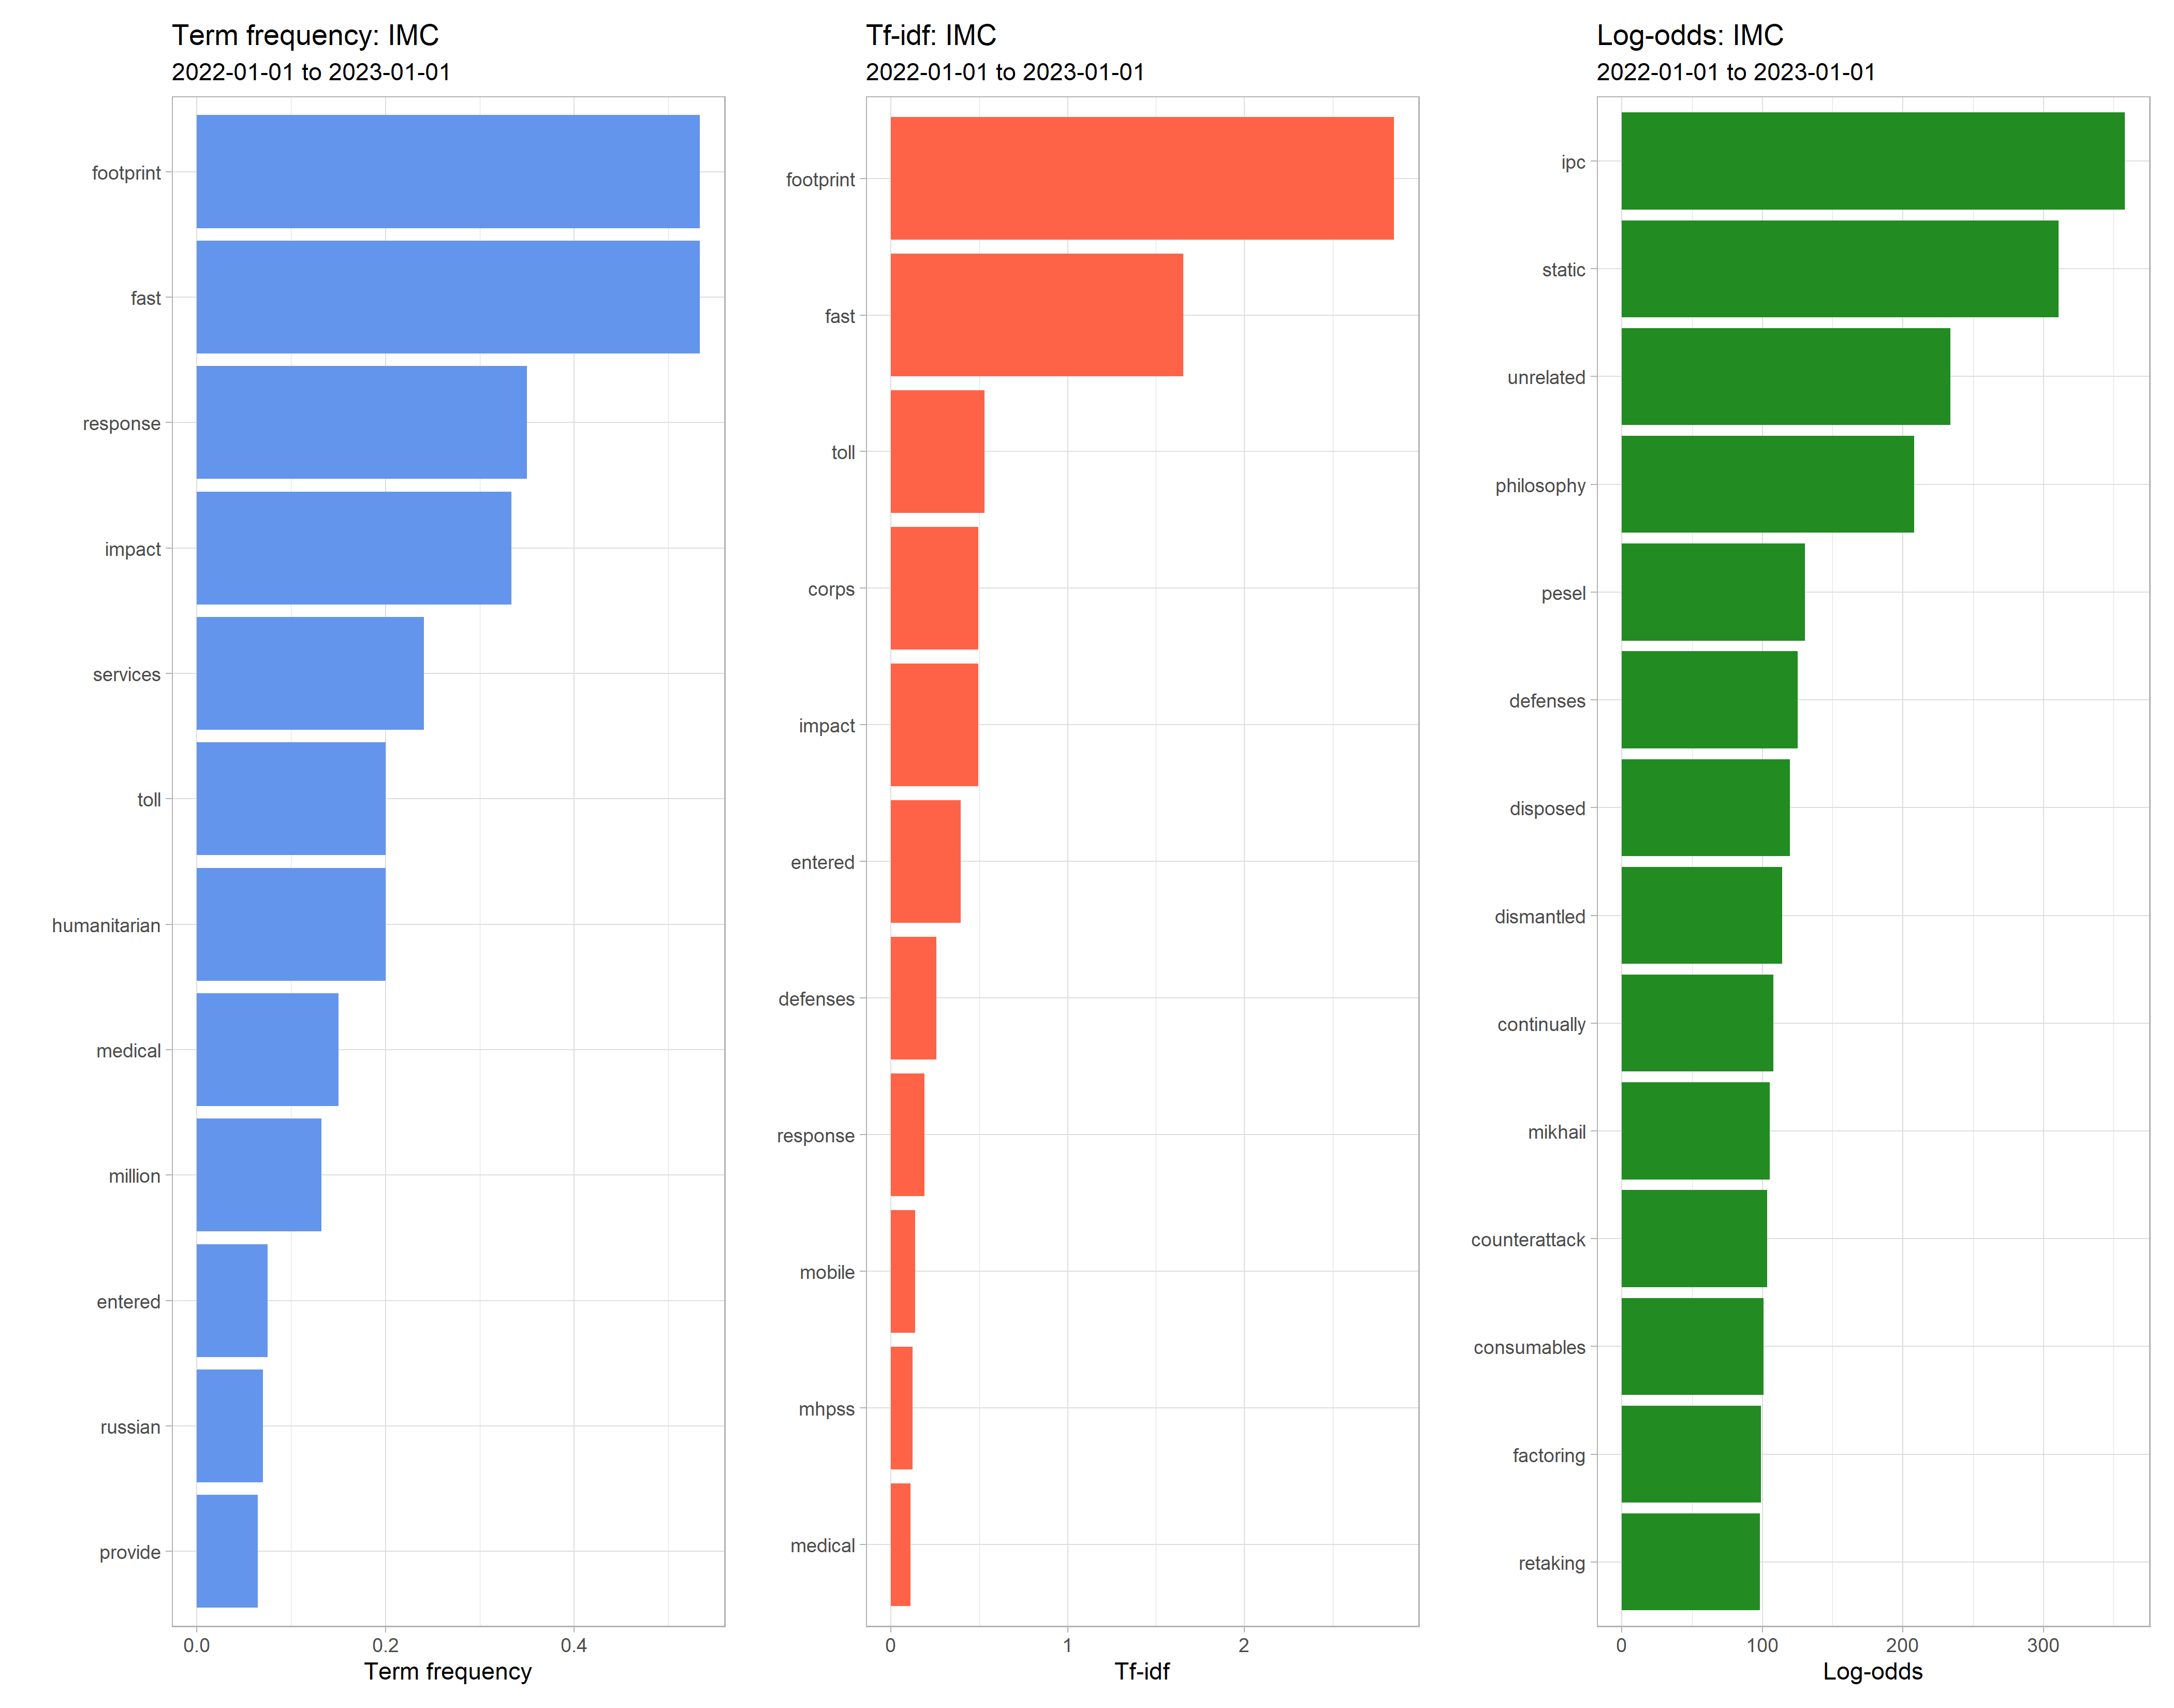 Term frequency: IMC
2022-01-01 to 2023-01-01
footprint
fast
response
impact
services
toll
humanitarian
medical
million
entered
russian
provide
0.0 0.2 0.4
Term frequency
Tf-idf: IMC
2022-01-01 to 2023-01-01
footprint
fast
toll
corps
impact
entered
defenses
response
mobile
mhpss
medical
0 1 2
Tf-idf
Log-odds: IMC
2022-01-01 to 2023-01-01
ipc
static
unrelated
philosophy
pesel
defenses
disposed
dismantled
continually
mikhail
counterattack
consumables
factoring
retaking
0 100 200 300
Log-odds